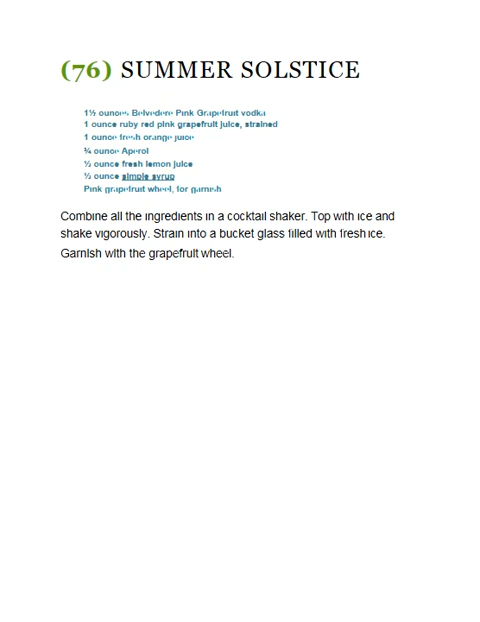 (76) SUMMER SOLSTICE
1½ ounces Belvedere Pink Grapefruit vodka
1 ounce ruby red pink grapefruit juice, strained
1 ounce fresh orange juice
¾ ounce Aperol
½ ounce fresh lemon juice
½ ounce simple syrup
Pink grapefruit wheel, for garnish
Combine all the ingredients in a cocktail shaker. Top with ice and
shake vigorously. Strain into a bucket glass filled with fresh ice.
Garnish with the grapefruit wheel.